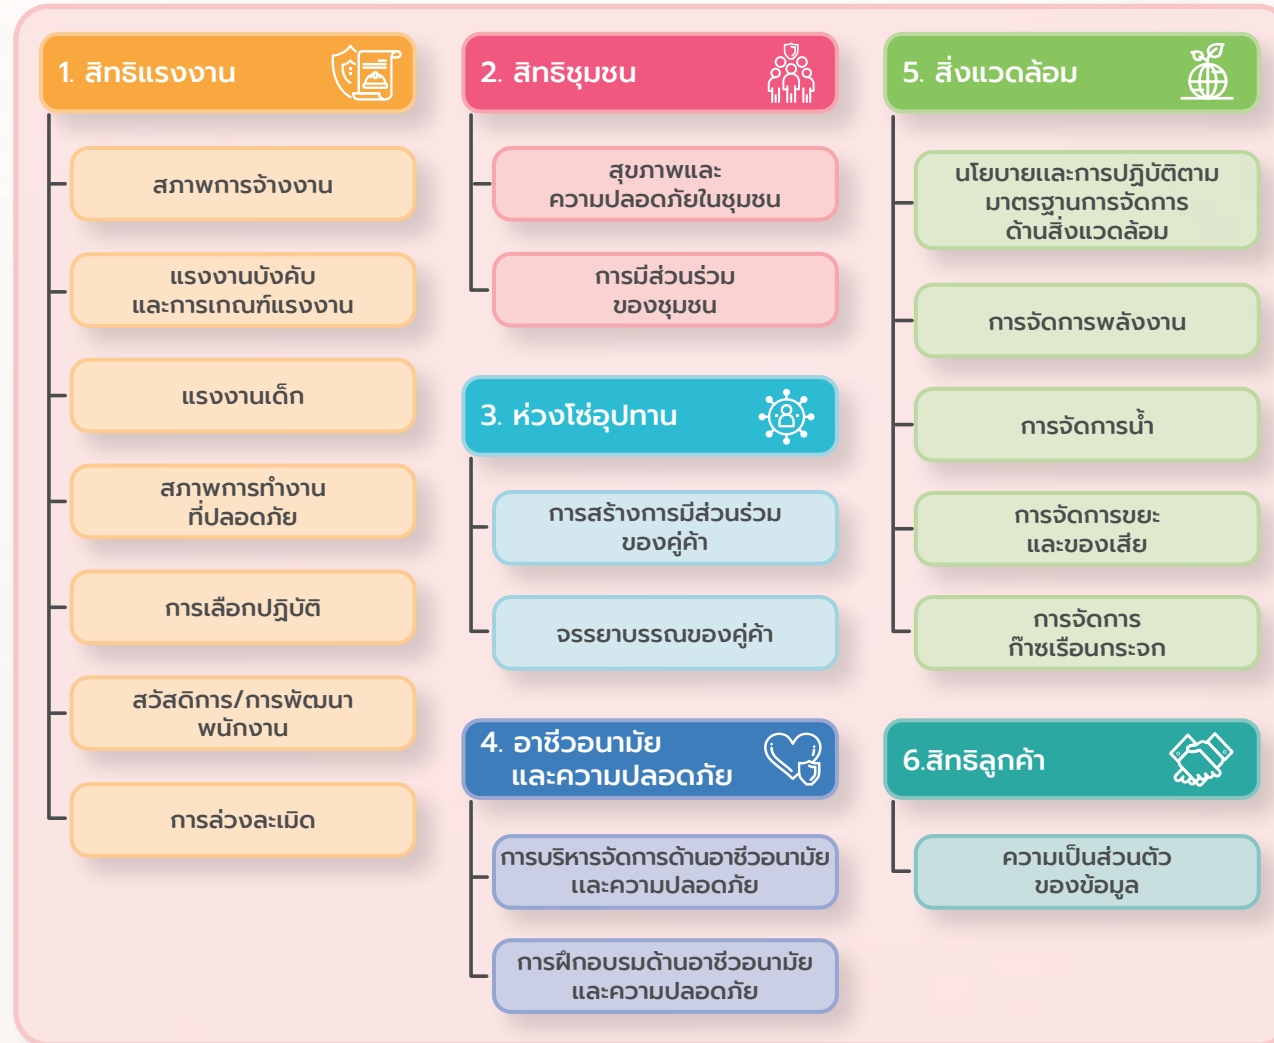 1. สิทธิแรงงาน
สภาพการจ้างงาน
แรงงานบังคับ
และการเกณฑ์แรงงาน
แรงงานเด็ก
สภาพการทำงาน
ที่ปลอดภัย
การเลือกปฏิบัติ
สวัสดิการ/การพัฒนา
พนักงาน
การล่วงละเมิด
2. สิทธิชุมชน
สุขภาพและ
ความปลอดภัยในชุมชน
การมีส่วนร่วม
ของชุมชน
3. ห่วงโซ่อุปทาน
การสร้างการมีส่วนร่วม
ของคู่ค้า
จรรยาบรรณของคู่ค้า
4. อาชีวอนามัย
และความปลอดภัย
การบริหารจัดการด้านอาชีวอนามัย
และความปลอดภัย
การฝึกอบรมด้านอาชีวอนามัย
และความปลอดภัย
5. สิ่งแวดล้อม
นโยบายและการปฏิบัติตาม
มาตรฐานการจัดการ
ด้านสิ่งแวดล้อม
การจัดการพลังงาน
การจัดการน้ำ
การจัดการขยะ
และของเสีย
การจัดการ
ก๊าซเรือนกระจก
6.สิทธิลูกค้า
ความเป็นส่วนตัว
ของข้อมูล